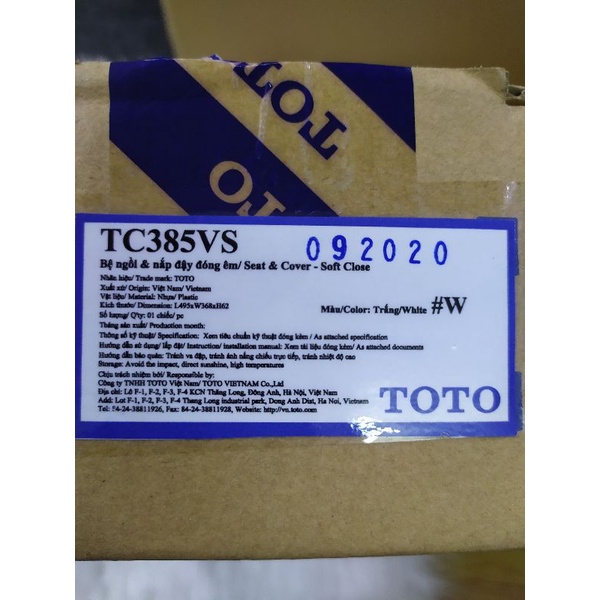 TOTO
TO
TC385VS
092020
Bệ ngồi & nắp đậy đóng êm/ Seat & Cover - Soft Close
Nhãn hiệu/ Trade mark: TOTO
Xuất xứ/ Origin: Việt Nam/ Vietnam
Vật liệu/ Material: Nhựa/ Plastic
Kích thước/ Dimension: L495xW368xH62
Màu/Color: Trắng/White #W
Số lượng/ Q'ty: 01 chiếc/ pc
Tháng sản xuất/ Production month:
Thông số kỹ thuật/ Specification: Xem tiêu chuẩn kỹ thuật đóng kèm / As attached specification
Hướng dẫn sử dụng/ lắp đặt/ Instruction/ installation manual: Xem tài liệu đóng kèm/ As attached documents
Hướng dẫn bảo quản: Tránh va đập, tránh ánh nắng chiếu trực tiếp, tránh nhiệt độ cao
Storage: Avoid the impact, direct sunshine, high temperatures
Chịu trách nhiệm bởi/ Responsible by:
Công ty TNHH TOTO Việt Nam/ TOTO VIETNAM Co.,Ltd
Địa chỉ: Lô F-1, F-2, F-3, F-4 KCN Thăng Long, Đông Anh, Hà Nội, Việt Nam
Add: Lot F-1, F-2, F-3, F-4 Thang Long industrial park, Dong Anh Dist, Ha Noi, Vietnam
Tel: 84-24-38811926, Fax: 84-24-38811928, Website: http://vn.toto.com
TOTO